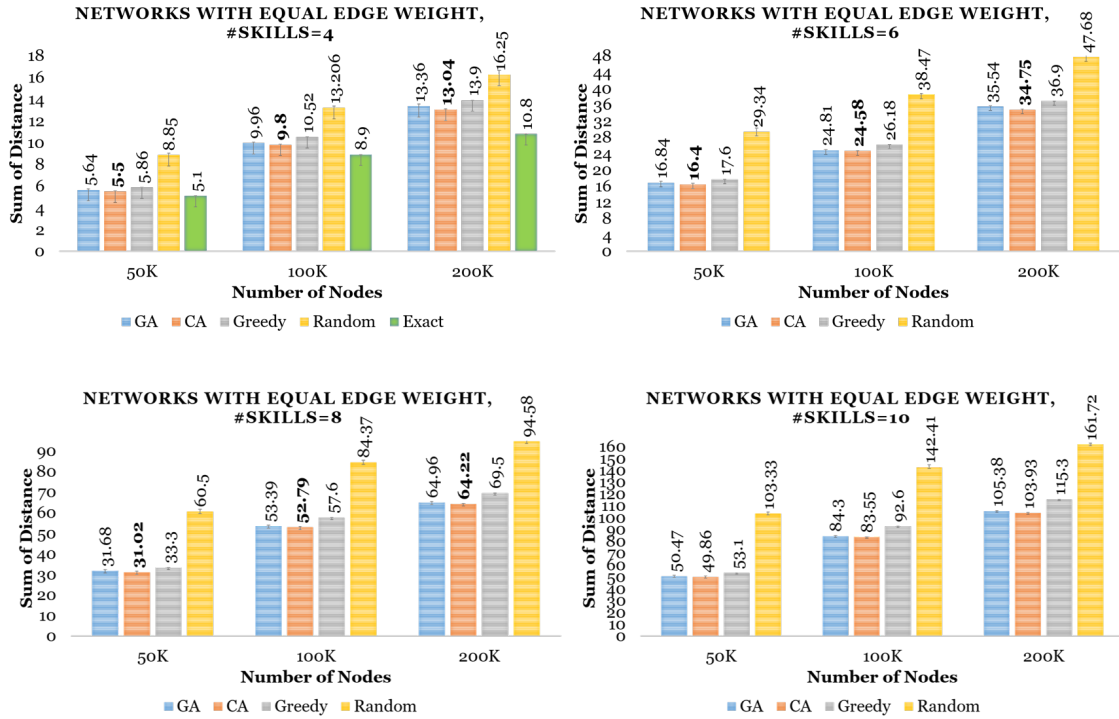 NETWORKS WITH EQUAL EDGE WEIGHT,
#SKILLS=4
Sum of Distance
18
16
14
12
10
8
6
4
2
0
5.64
5.5
5.86
8.85
5.1
9.96
9.8
10.52
13.206
8.9
13.36
13.04
13.9
16.25
10.8
50K
100K
200K
Number of Nodes
GA
CA
Greedy
Random
Exact
NETWORKS WITH EQUAL EDGE WEIGHT,
#SKILLS=6
Sum of Distance
48
44
40
36
32
28
24
20
16
12
8
4
0
16.84
16.4
17.6
29.34
24.81
24.58
26.18
38.47
35.54
34.75
36.9
47.68
50K
100K
200K
Number of Nodes
GA
CA
Greedy
Random
NETWORKS WITH EQUAL EDGE WEIGHT,
#SKILLS=8
Sum of Distance
90
80
70
60
50
40
30
20
10
0
31.68
31.02
33.3
60.5
53.39
52.79
57.6
84.37
64.96
64.22
69.5
94.58
50K
100K
200K
Number of Nodes
GA
CA
Greedy
Random
NETWORKS WITH EQUAL EDGE WEIGHT,
#SKILLS=10
Sum of Distance
160
150
140
130
120
110
100
90
80
70
60
50
40
30
20
10
0
50.47
49.86
53.1
103.33
84.3
83.55
92.6
142.41
105.38
103.93
115.3
161.72
50K
100K
200K
Number of Nodes
GA
CA
Greedy
Random